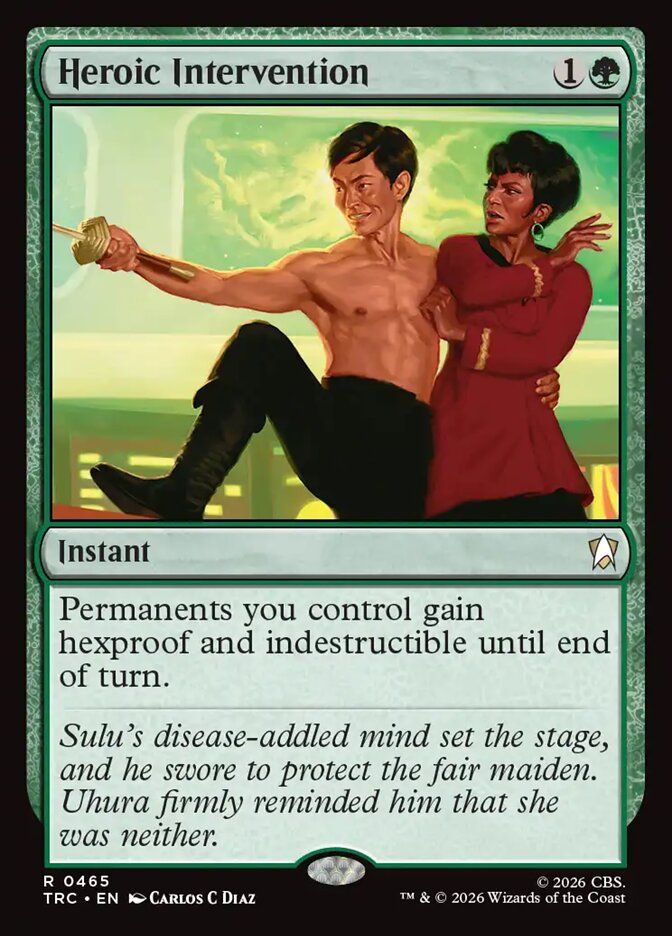 Heroic Intervention 1
Instant
Permanents you control gain
hexproof and indestructible until end
of turn.
Sulu's disease-addled mind set the stage,
and he swore to protect the fair maiden.
Uhura firmly reminded him that she
was neither.
R 0465
TRC • EN Carlos C Diaz
© 2026 CBS.
™ & © 2026 Wizards of the Coast